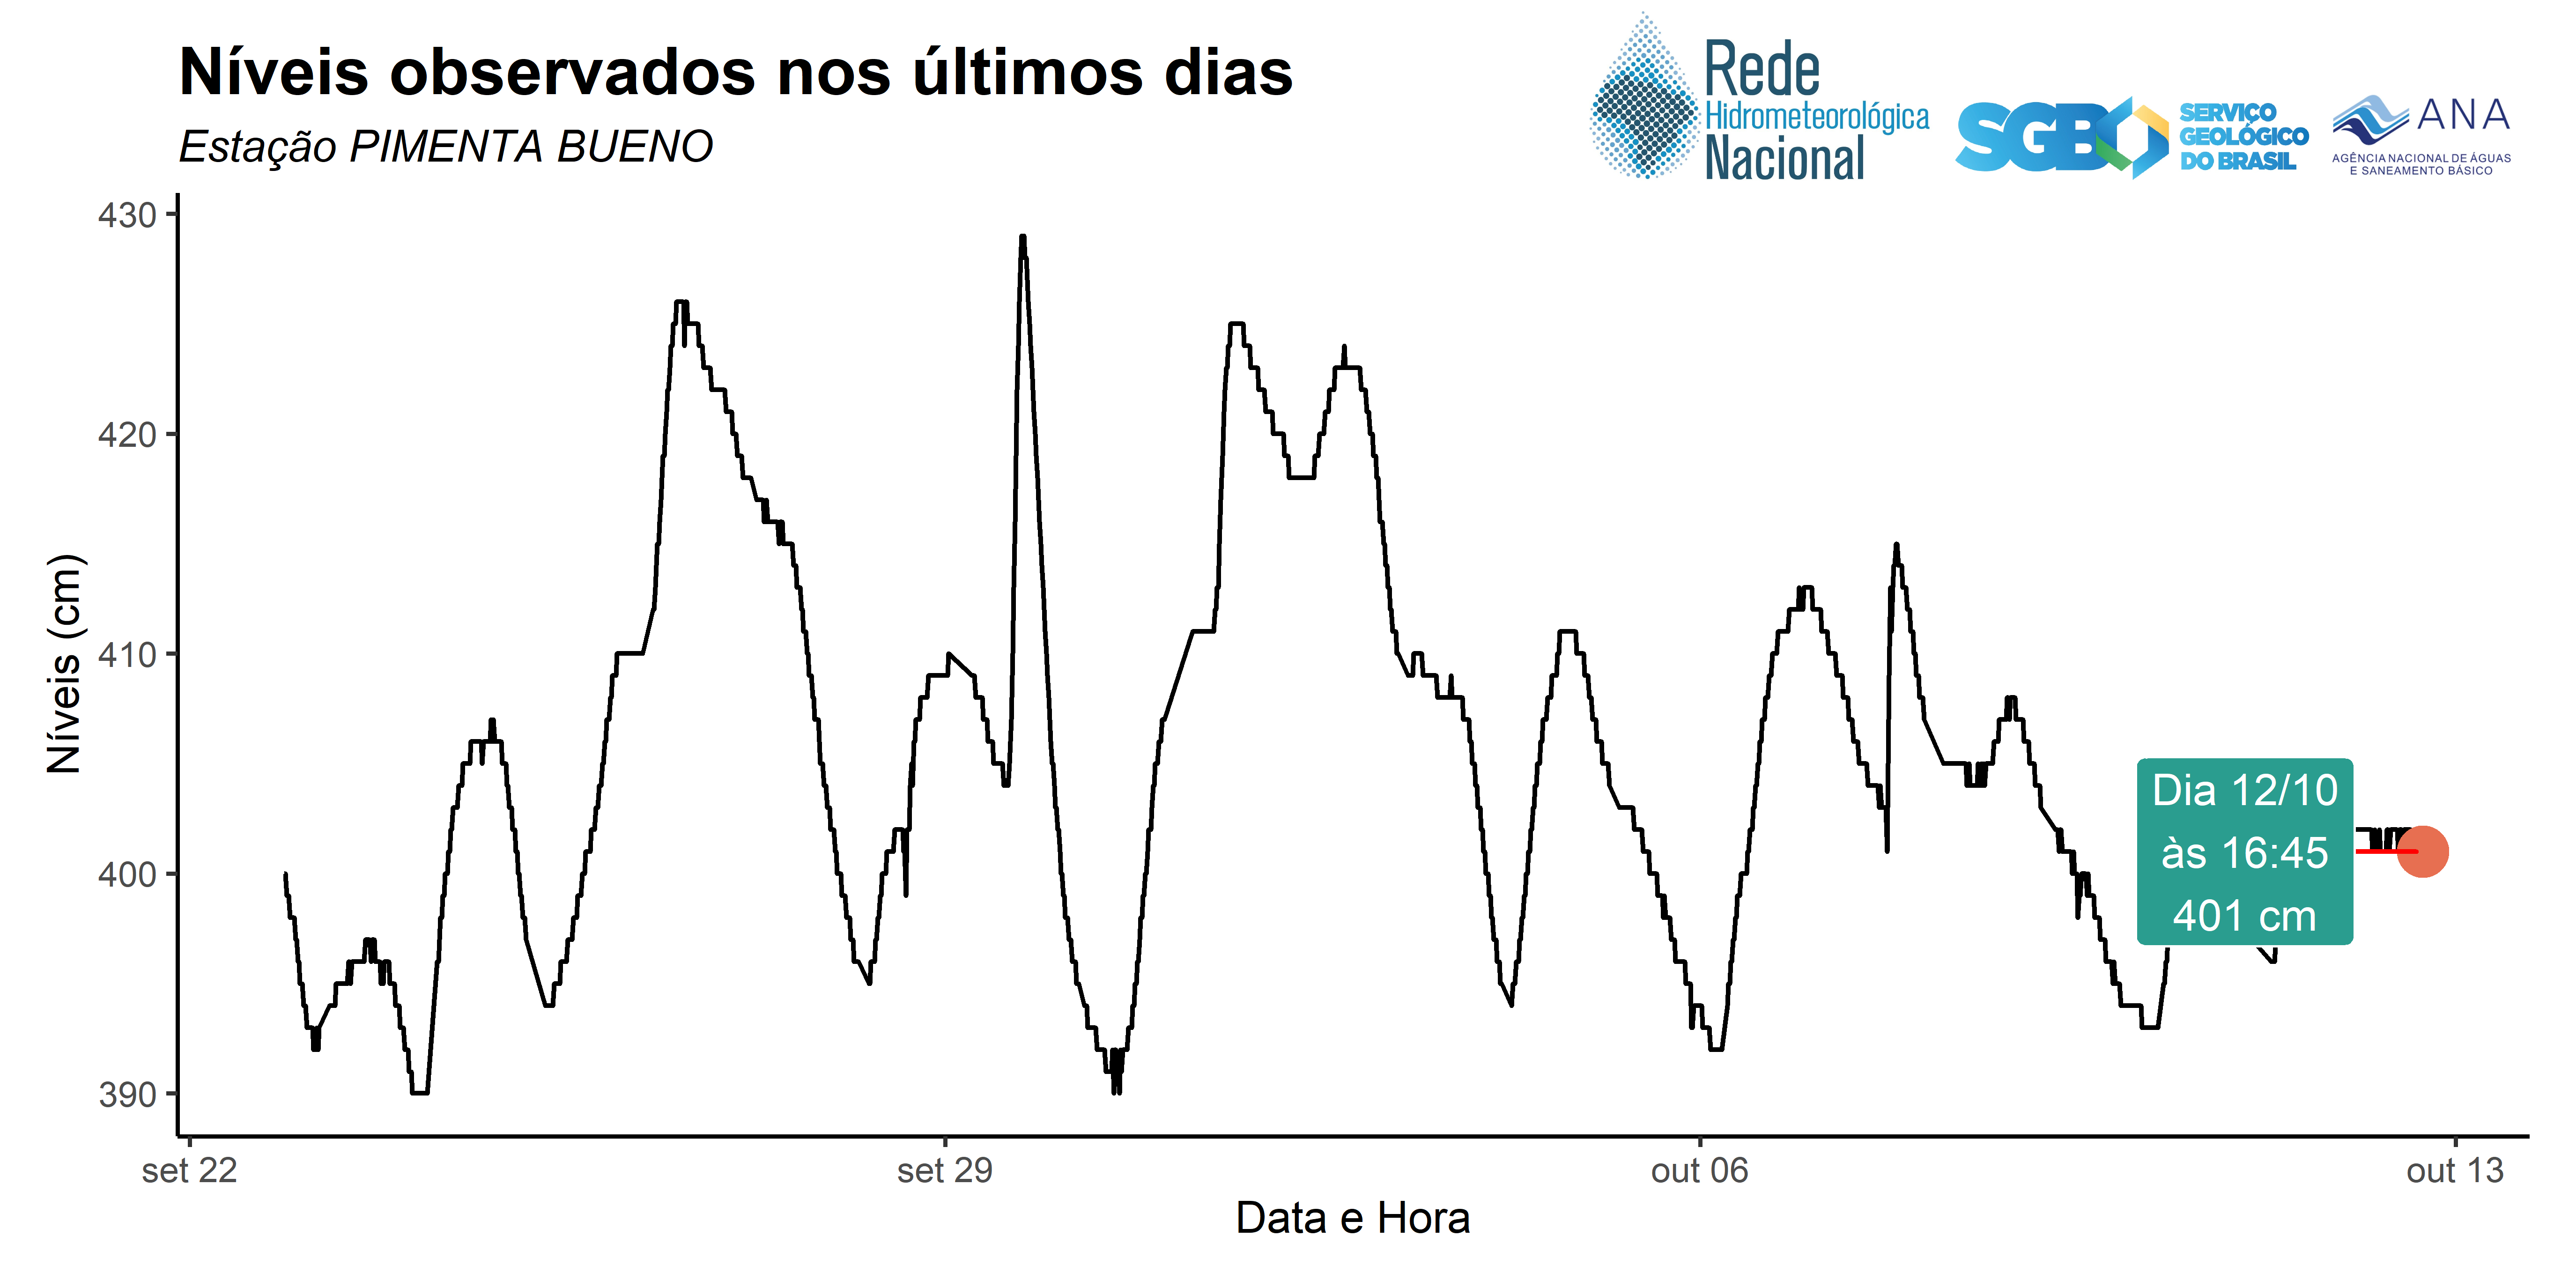 Níveis observados nos últimos dias
Estação PIMENTA BUENO
Rede
Hidrometeorológica
Nacional
SGB
SERVIÇO
GEOLÓGICO
DO BRASIL
ANA
AGÊNCIA NACIONAL DE ÁGUAS
E SANEAMENTO BÁSICO
Níveis (cm)
430
420
410
400
390
Dia 12/10
às 16:45
401 cm
set 22
set 29
out 06
out 13
Data e Hora